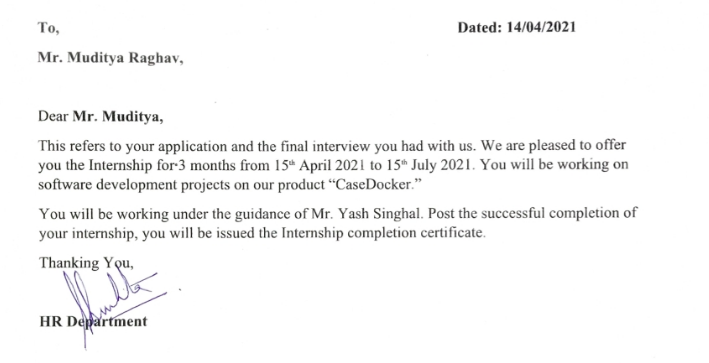 To,
Dated: 14/04/2021
Mr. Muditya Raghav,
Dear Mr. Muditya,
This refers to your application and the final interview you had with us. We are pleased to offer
you the Internship for 3 months from 15th April 2021 to 15th July 2021. You will be working on
software development projects on our product “CaseDocker.”
You will be working under the guidance of Mr. Yash Singhal. Post the successful completion of
your internship, you will be issued the Internship completion certificate.
Thanking You,
HR Department